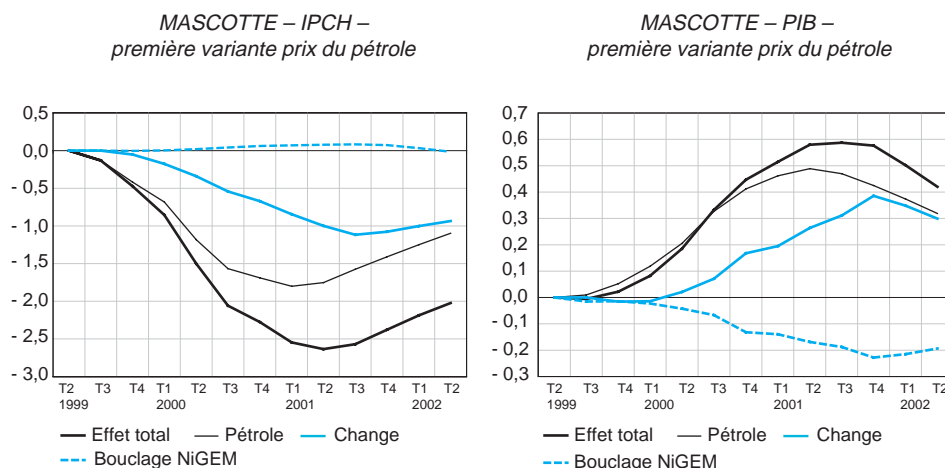 MASCOTTE – IPCH –
première variante prix du pétrole
0,5
0,0
- 0,5
- 1,0
- 1,5
- 2,0
- 2,5
- 3,0
T2 T3 T4 T1 T2 T3 T4 T1 T2 T3 T4 T1 T2
1999 2000 2001 2002
Effet total Pétrole Change
Bouclage NiGEM
MASCOTTE – PIB –
première variante prix du pétrole
0,7
0,6
0,5
0,4
0,3
0,2
0,1
0,0
- 0,1
- 0,2
- 0,3
T2 T3 T4 T1 T2 T3 T4 T1 T2 T3 T4 T1 T2
1999 2000 2001 2002
Effet total Pétrole Change
Bouclage NiGEM